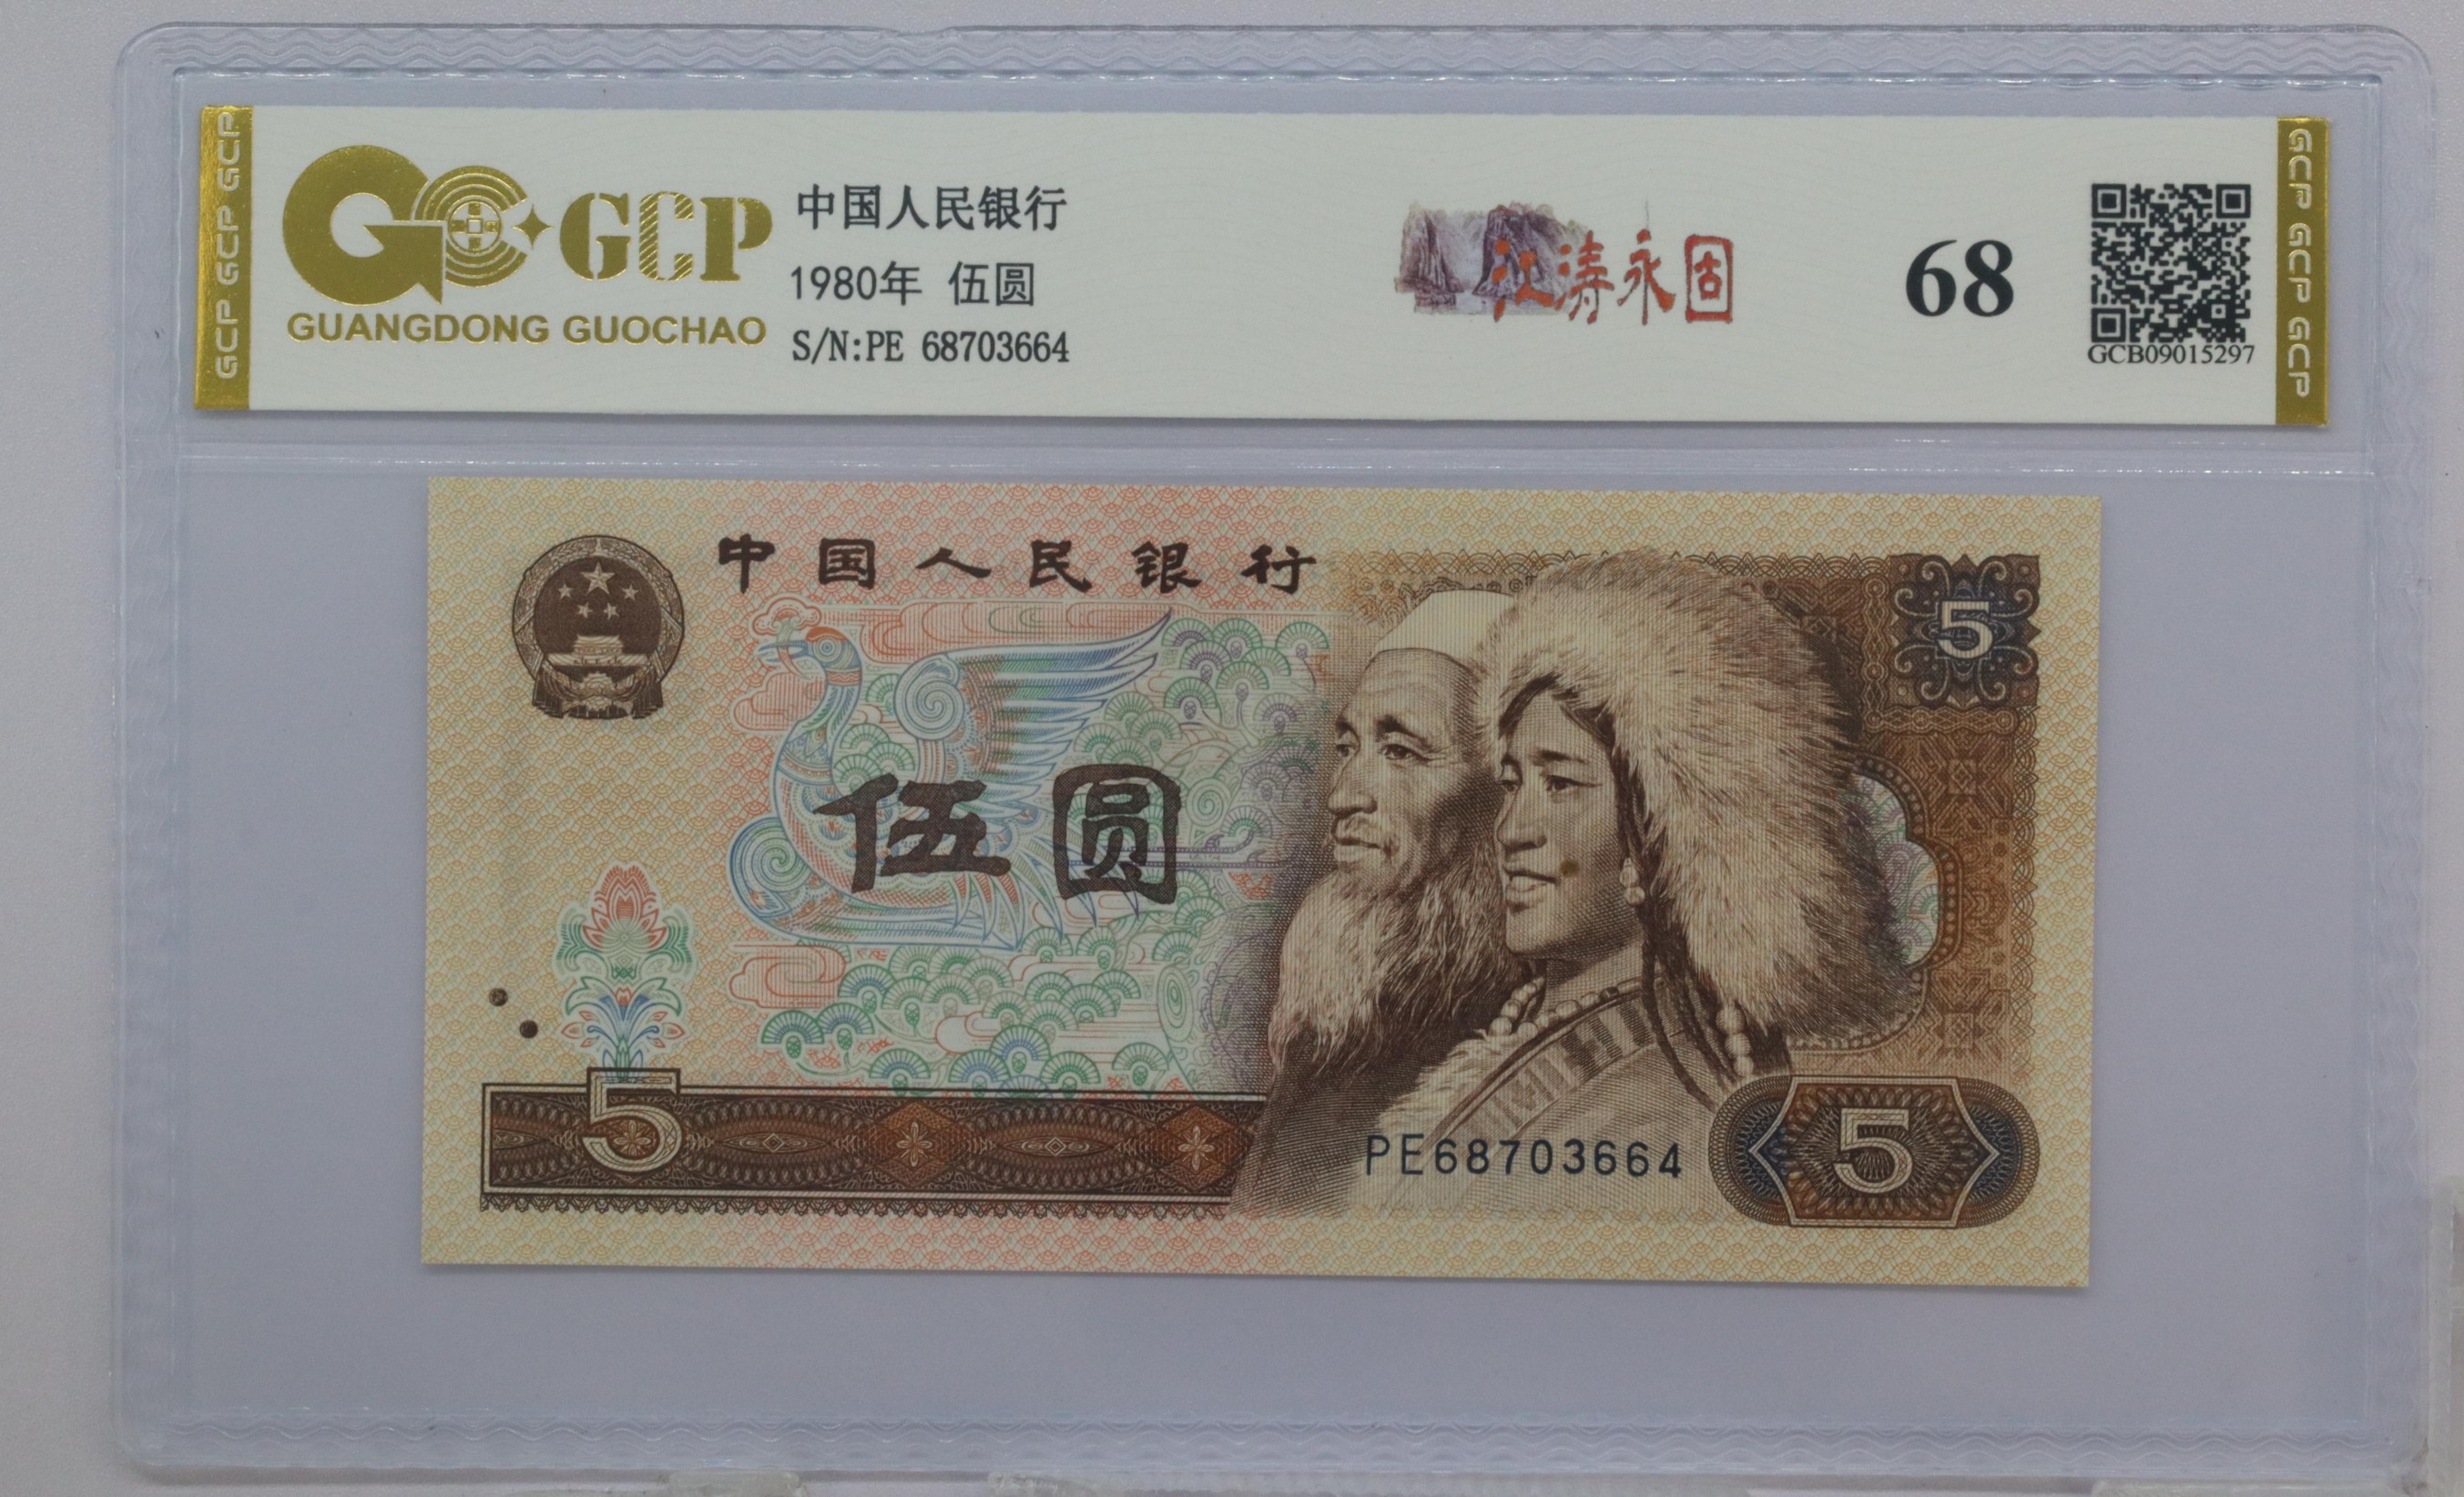 GCP GCP GCP
GCP
GUANGDONG GUOCHAO
中国人民银行
1980年 伍圆
S/N:PE 68703664
江涛永固
68
GCB09015297
GCP GCP GCP
中国人民银行
5
伍圆
5
PE68703664
5